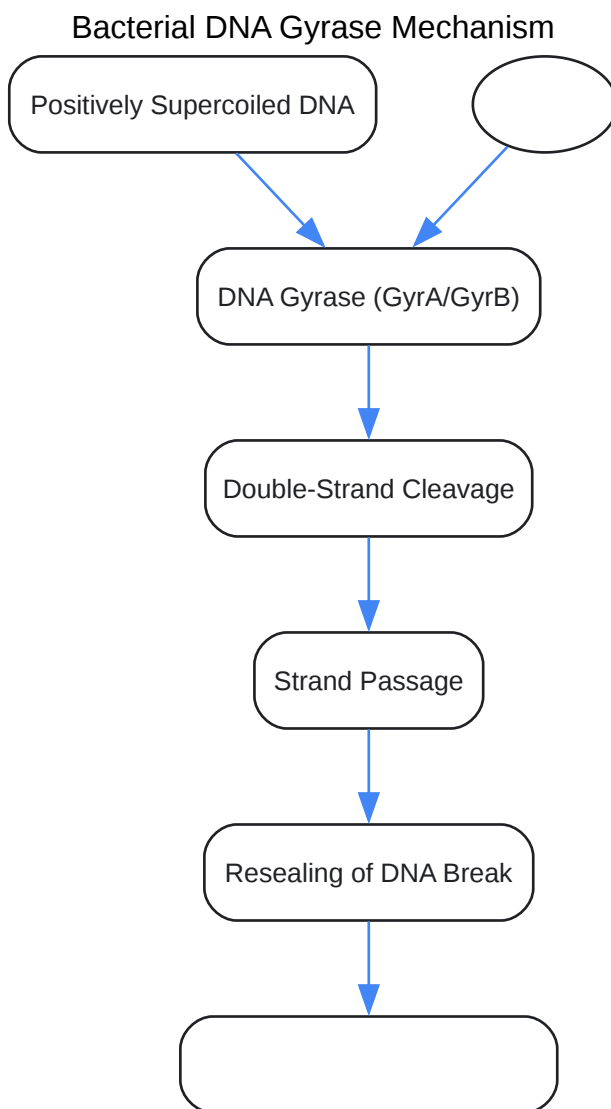 Bacterial DNA Gyrase Mechanism
Positively Supercoiled DNA
DNA Gyrase (GyrA/GyrB)
Double-Strand Cleavage
Strand Passage
Resealing of DNA Break